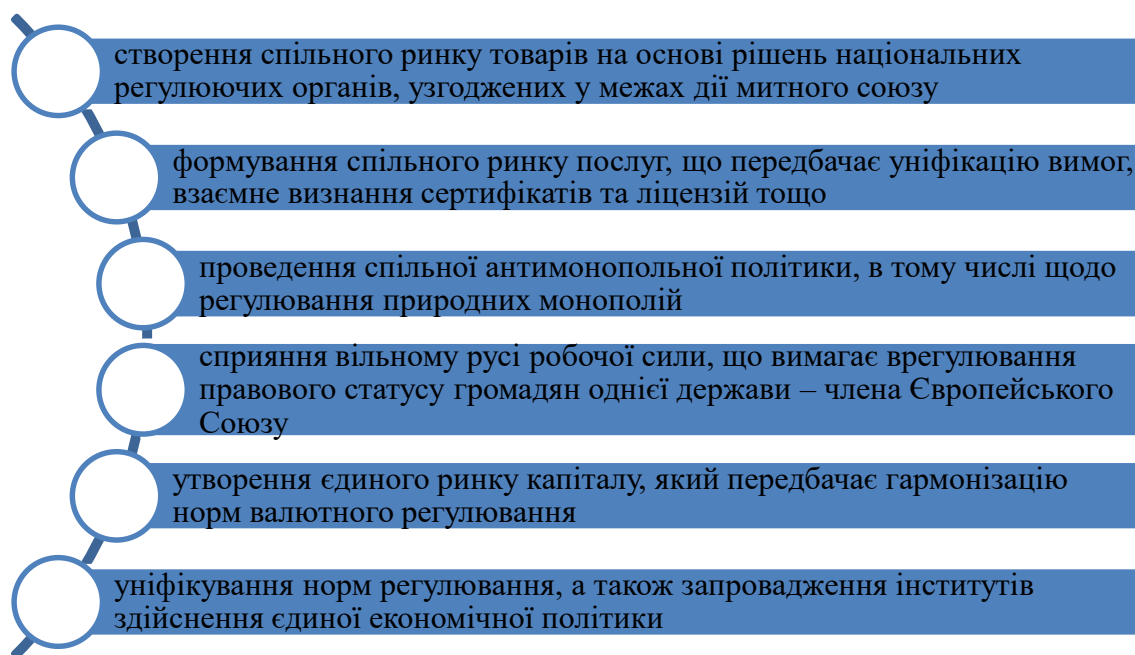 створення спільного ринку товарів на основі рішень національних
регулюючих органів, узгоджених у межах дії митного союзу
формування спільного ринку послуг, що передбачає уніфікацію вимог,
взаємне визнання сертифікатів та ліцензій тощо
проведення спільної антимонопольної політики, в тому числі щодо
регулювання природних монополій
сприяння вільному русі робочої сили, що вимагає врегулювання
правового статусу громадян однієї держави – члена Європейського
Союзу
утворення єдиного ринку капіталу, який передбачає гармонізацію
норм валютного регулювання
уніфікування норм регулювання, а також запровадження інститутів
здійснення єдиної економічної політики